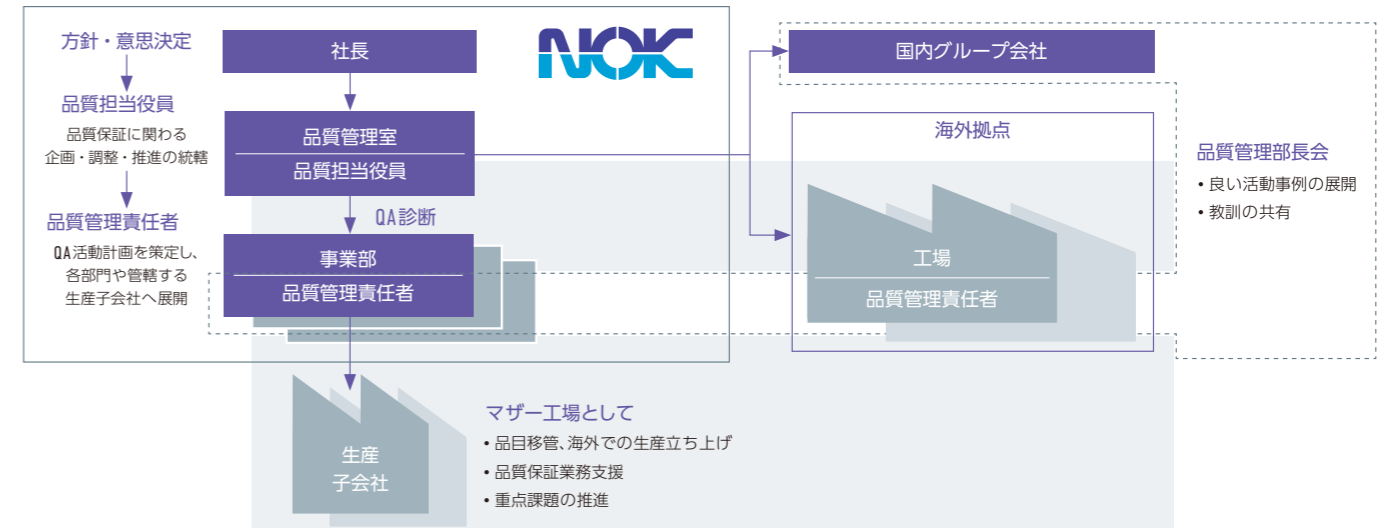 方針・意思決定
品質担当役員
品質保証に関わる
企画・調整・推進の統轄
品質管理責任者
QA活動計画を策定し、
各部門や管轄する
生産子会社へ展開
社長
品質管理室
品質担当役員
QA診断
事業部
品質管理責任者
生産
子会社
NOK
マザー工場として
• 品目移管、海外での生産立ち上げ
• 品質保証業務支援
• 重点課題の推進
国内グループ会社
海外拠点
工場
品質管理責任者
品質管理部長会
• 良い活動事例の展開
• 教訓の共有